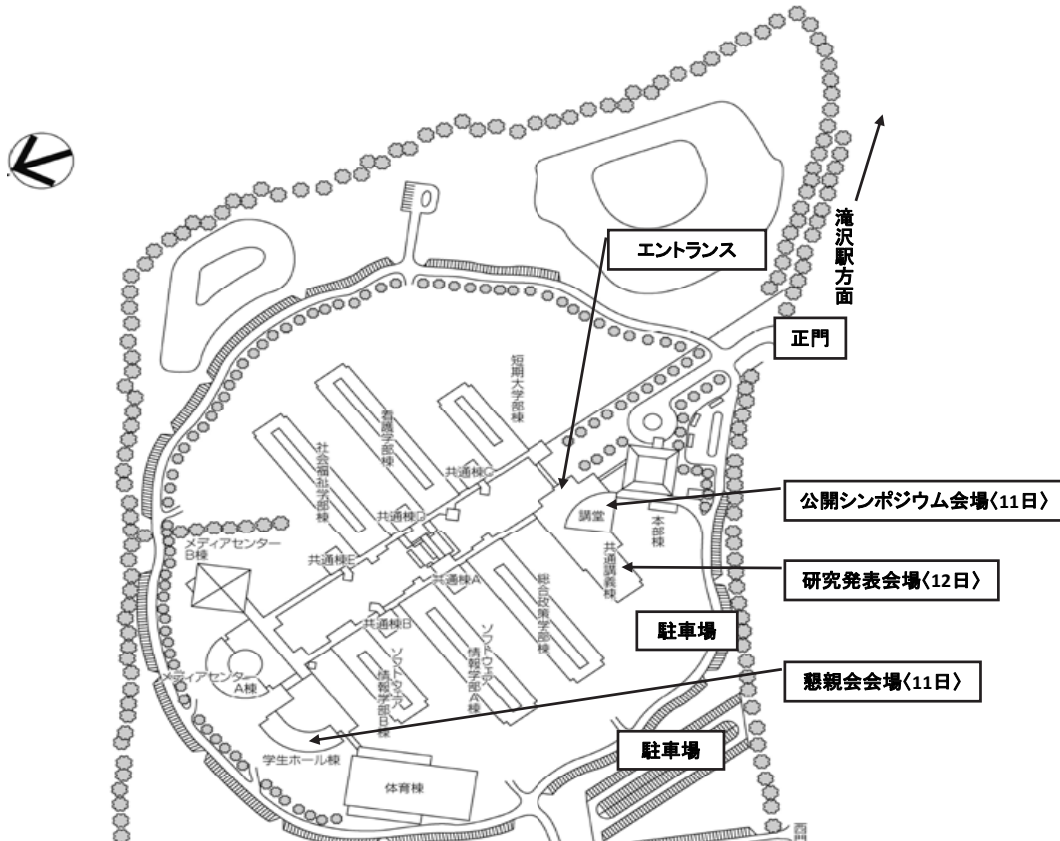 滝沢駅方面
エントランス
正門
短期大学部棟
看護学部棟
社会福祉学部棟
共通棟C
公開シンポジウム会場〈11日〉
講堂
本部棟
共通棟D
メディアセンター
B棟
共通棟E
共通講義棟
研究発表会場〈12日〉
共通棟A
総合政策学部棟
共通棟B
ソフトウェア
情報学部A棟
駐車場
ソフトウェア
情報学部B棟
メディアセンター
A棟
懇親会会場〈11日〉
学生ホール棟
駐車場
体育棟
西門